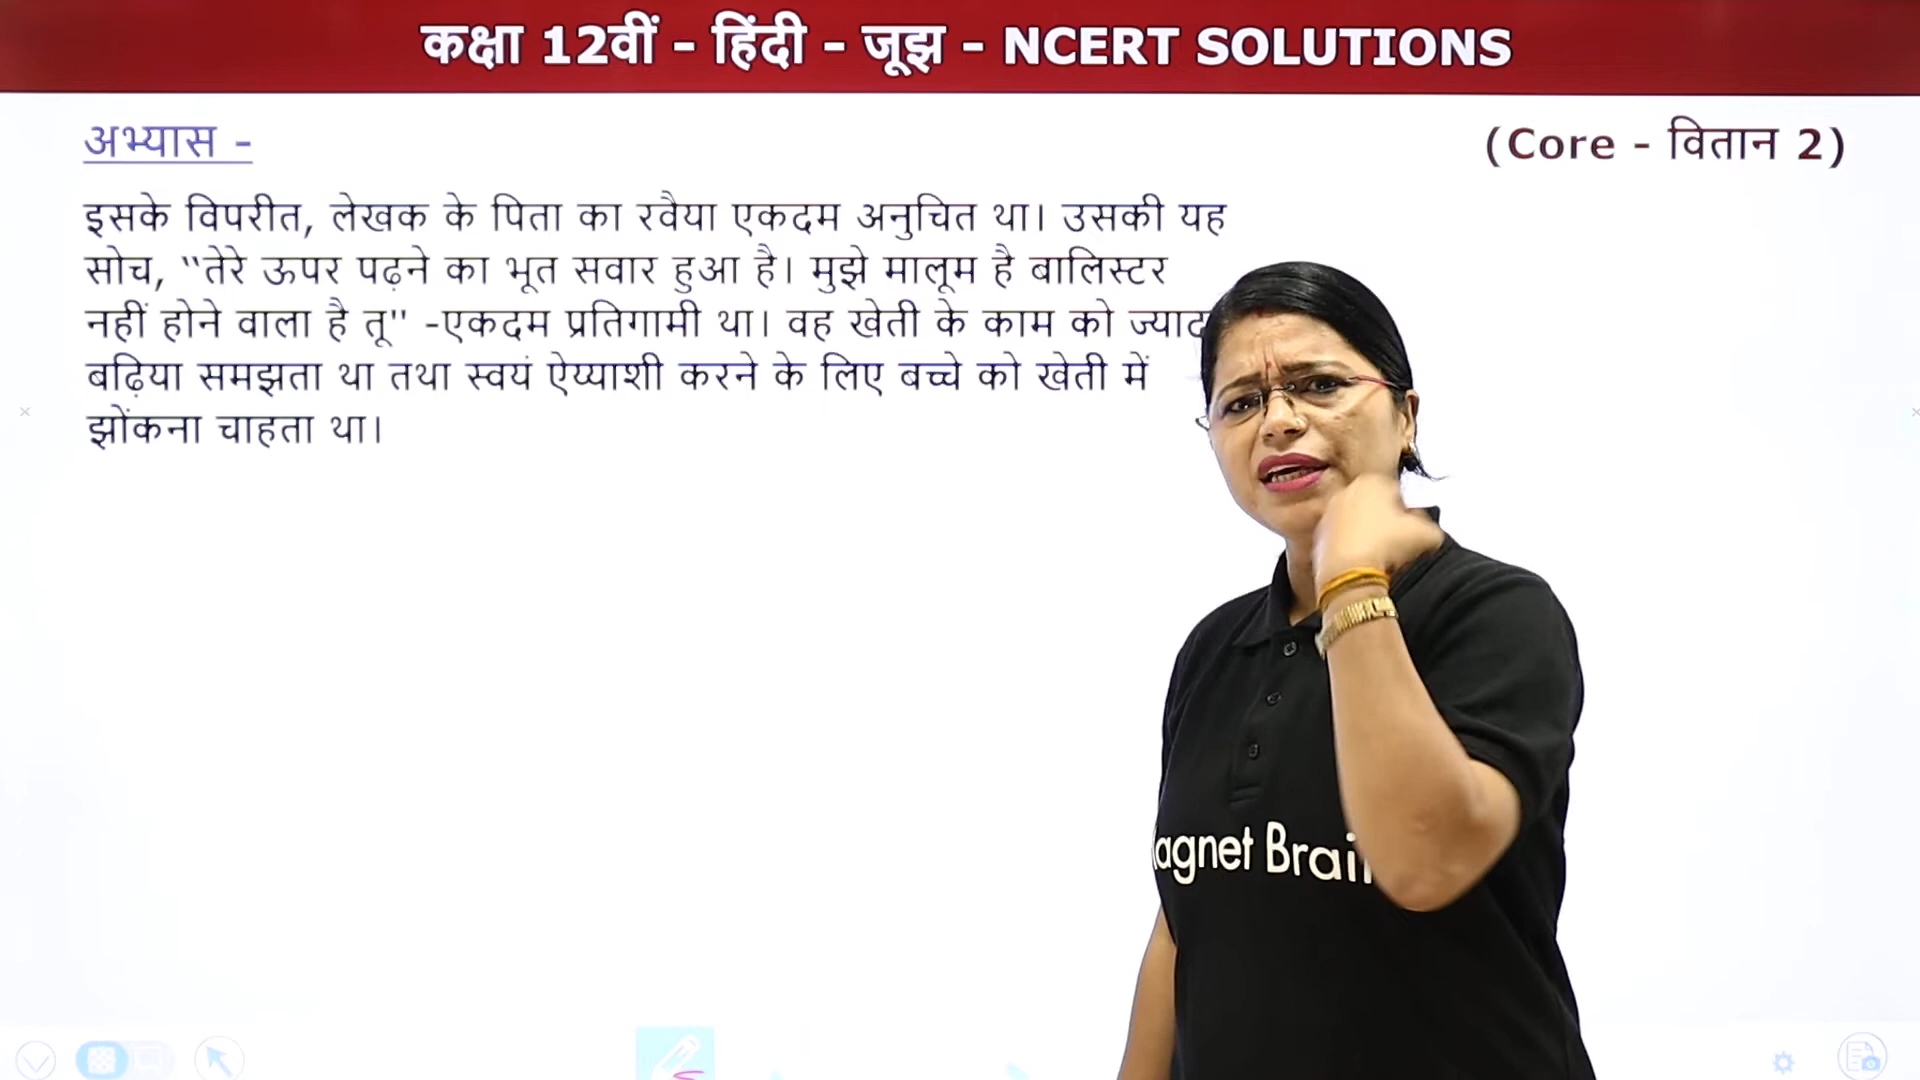 कक्षा 12वीं - हिंदी - जूझ - NCERT SOLUTIONS
अभ्यास -
(Core - वितान 2)
इसके विपरीत, लेखक के पिता का रवैया एकदम अनुचित था। उसकी यह
सोच, "तेरे ऊपर पढ़ने का भूत सवार हुआ है। मुझे मालूम है बालिस्टर
नहीं होने वाला है तू" -एकदम प्रतिगामी था। वह खेती के काम को
बढ़िया समझता था तथा स्वयं ऐय्याशी करने के लिए बच्चे को खेती में
झोंकना चाहता था।
agnet Brai